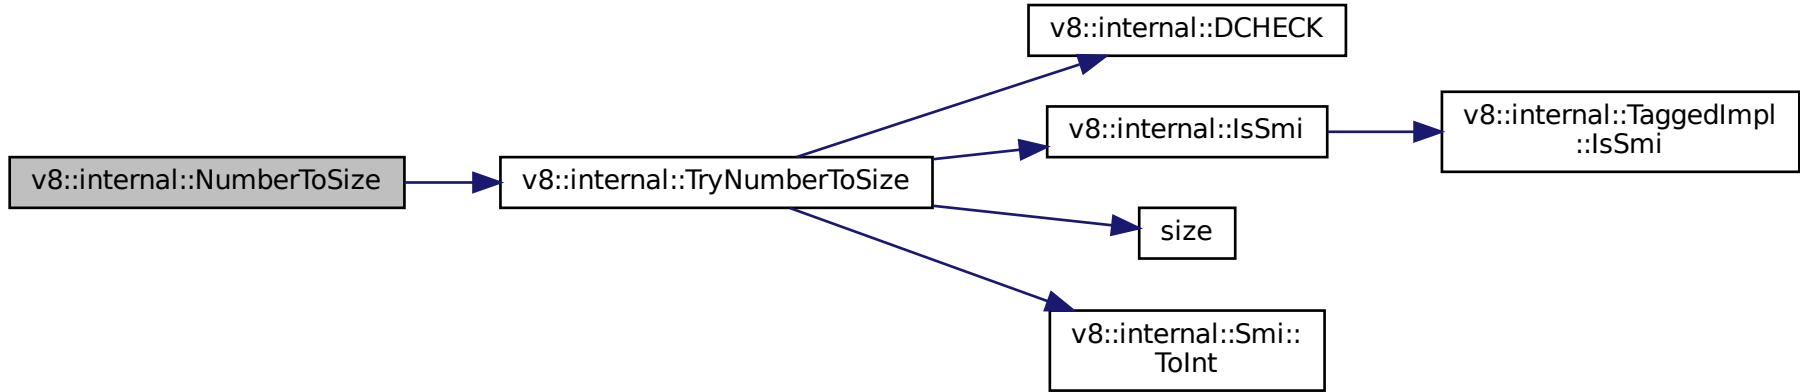 v8::internal::DCHECK
v8::internal::IsSmi
v8::internal::TaggedImpl
::IsSmi
v8::internal::NumberToSize
v8::internal::TryNumberToSize
size
v8::internal::Smi::
ToInt